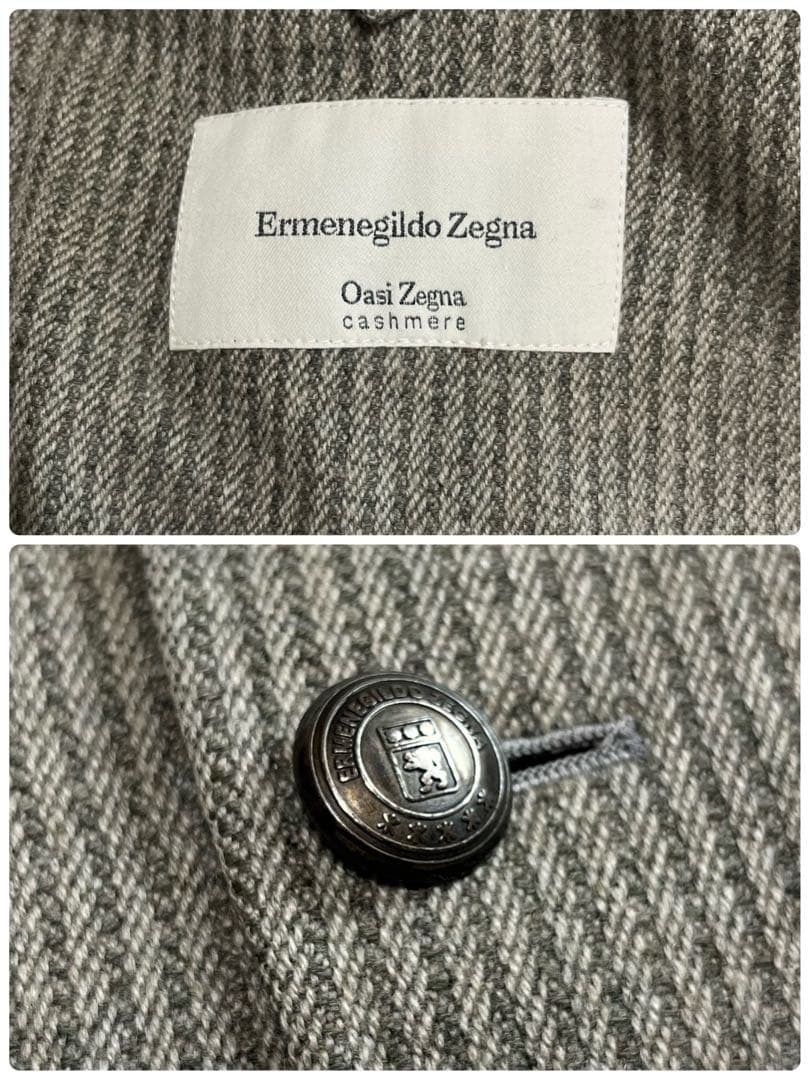 Ermenegildo Zegna
Oasi Zegna
cashmere
ERMENEGILDO ZEGNA